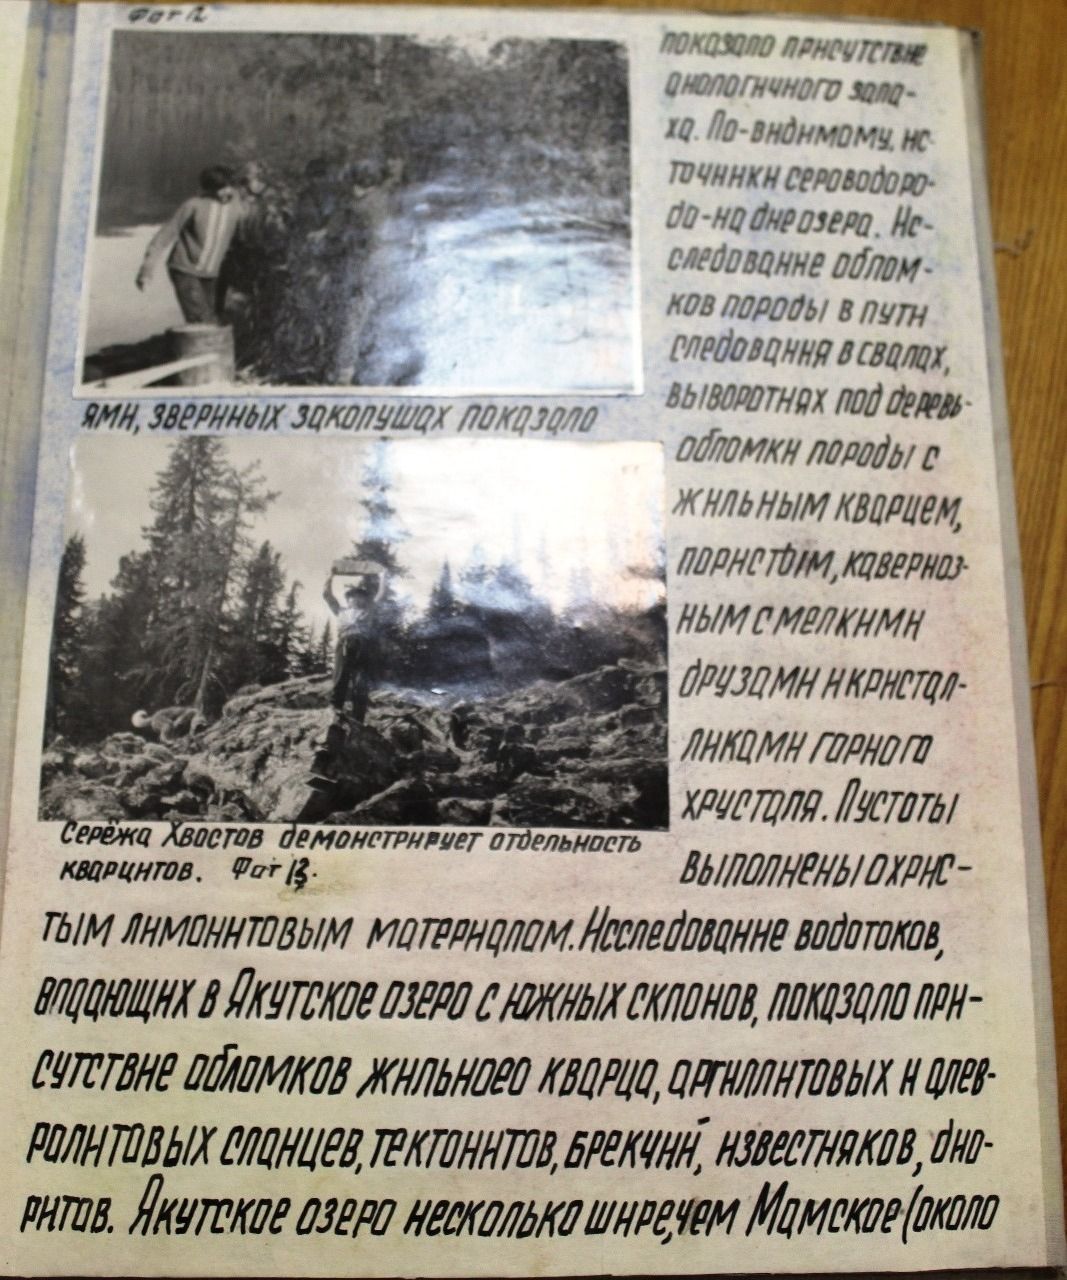 Фот 12
показало присутствие
аналогичного запа-
ха. По-видимому, ис-
точники сероводоро-
да-на дне озера. Ис-
следование облом-
ков породы в пути
следования в свалах,
выворотнях под деревь-
ями, звериных закопушах показало
обломки породы с
жильным кварцем,
пористым, каверноз-
ным с мелкими
друзами и кристал-
ликами горного
хрусталя. Пустоты
выполнены охрис-
Серёжа Хвостов демонстрирует отдельность
кварцитов. Фот 13.
тым лимонитовым материалам. Исследование водотоков,
впадающих в Якутское озеро с южных склонов, показало при-
сутствие обломков жильного кварца, аргиллитовых и алев-
ралитовых сланцев, тектонитов, брекчий, известняков, дио-
ритов. Якутское озеро несколько шире, чем Мамское (около